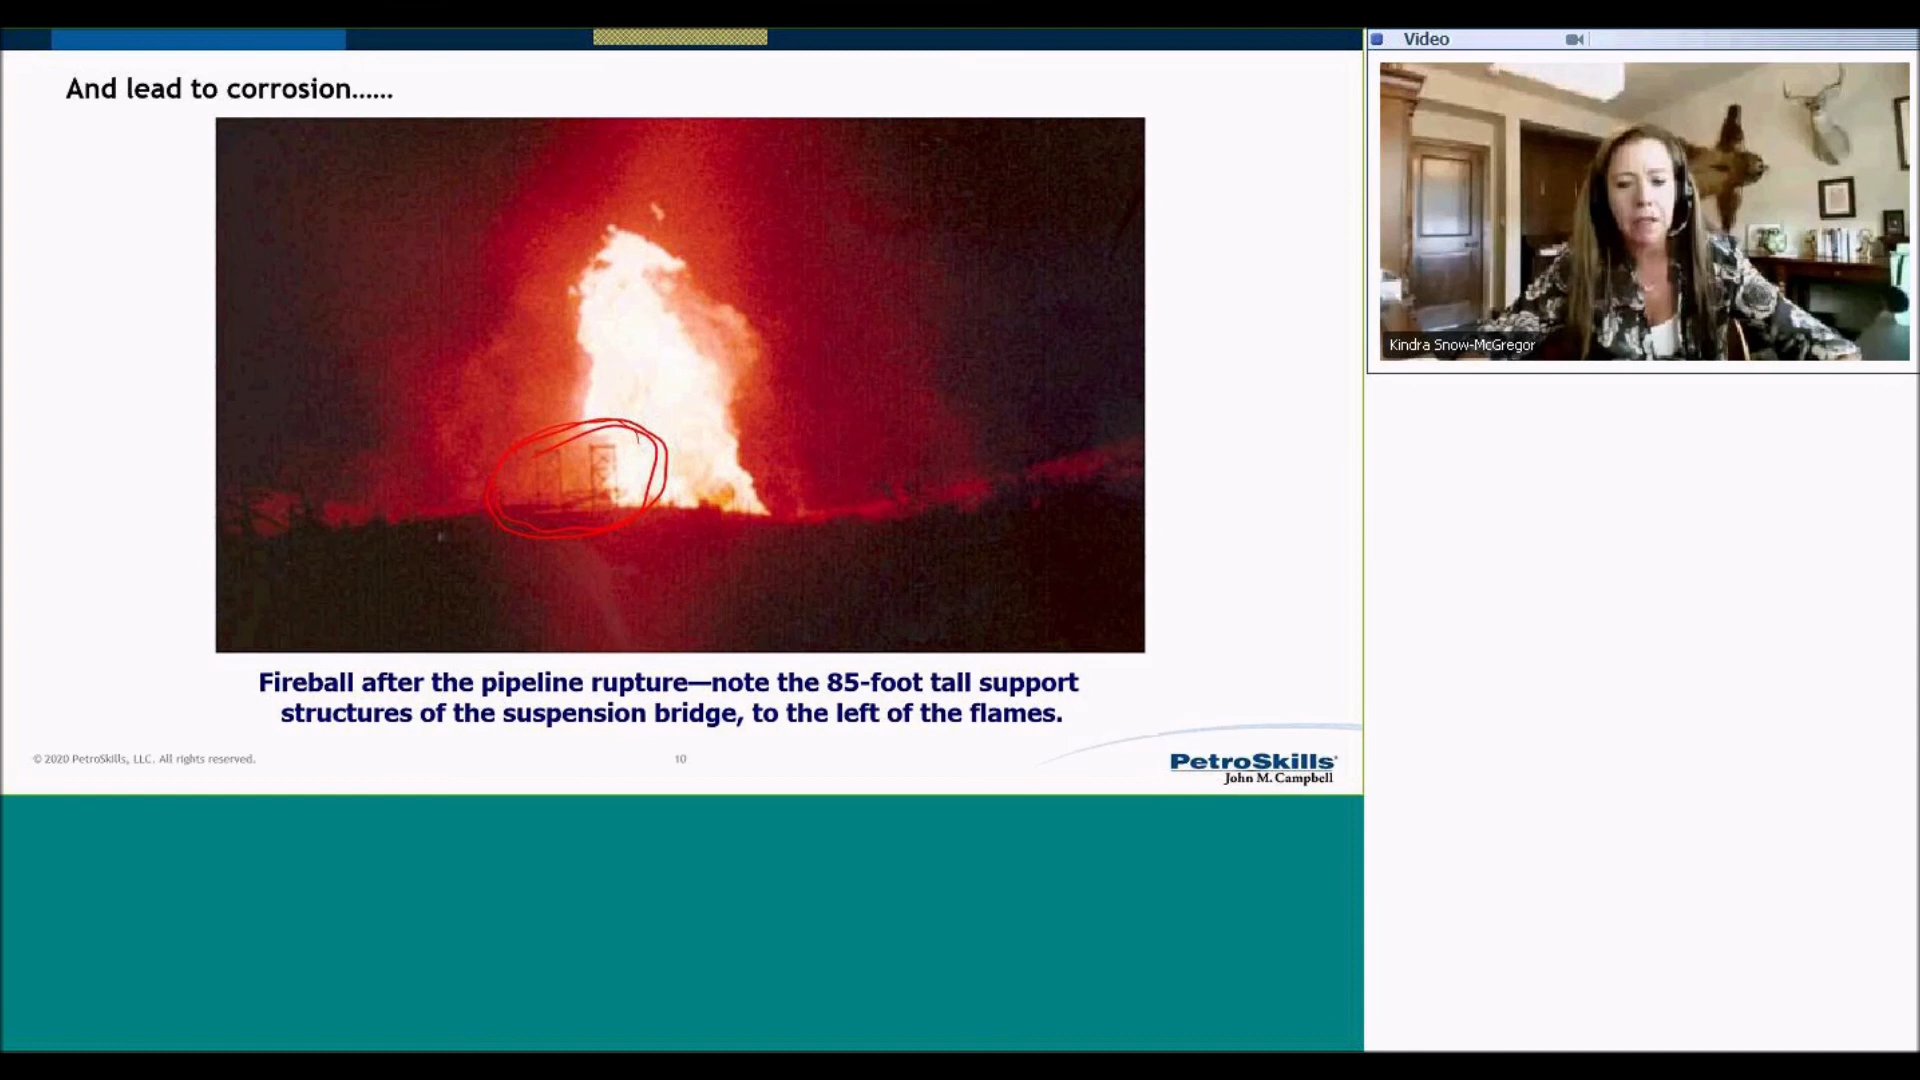 And lead to corrosion......
Fireball after the pipeline rupture—note the 85-foot tall support
structures of the suspension bridge, to the left of the flames.
© 2020 PetroSkills, LLC. All rights reserved.
10
PetroSkills
John M. Campbell
Video
Kindra Snow-McGregor